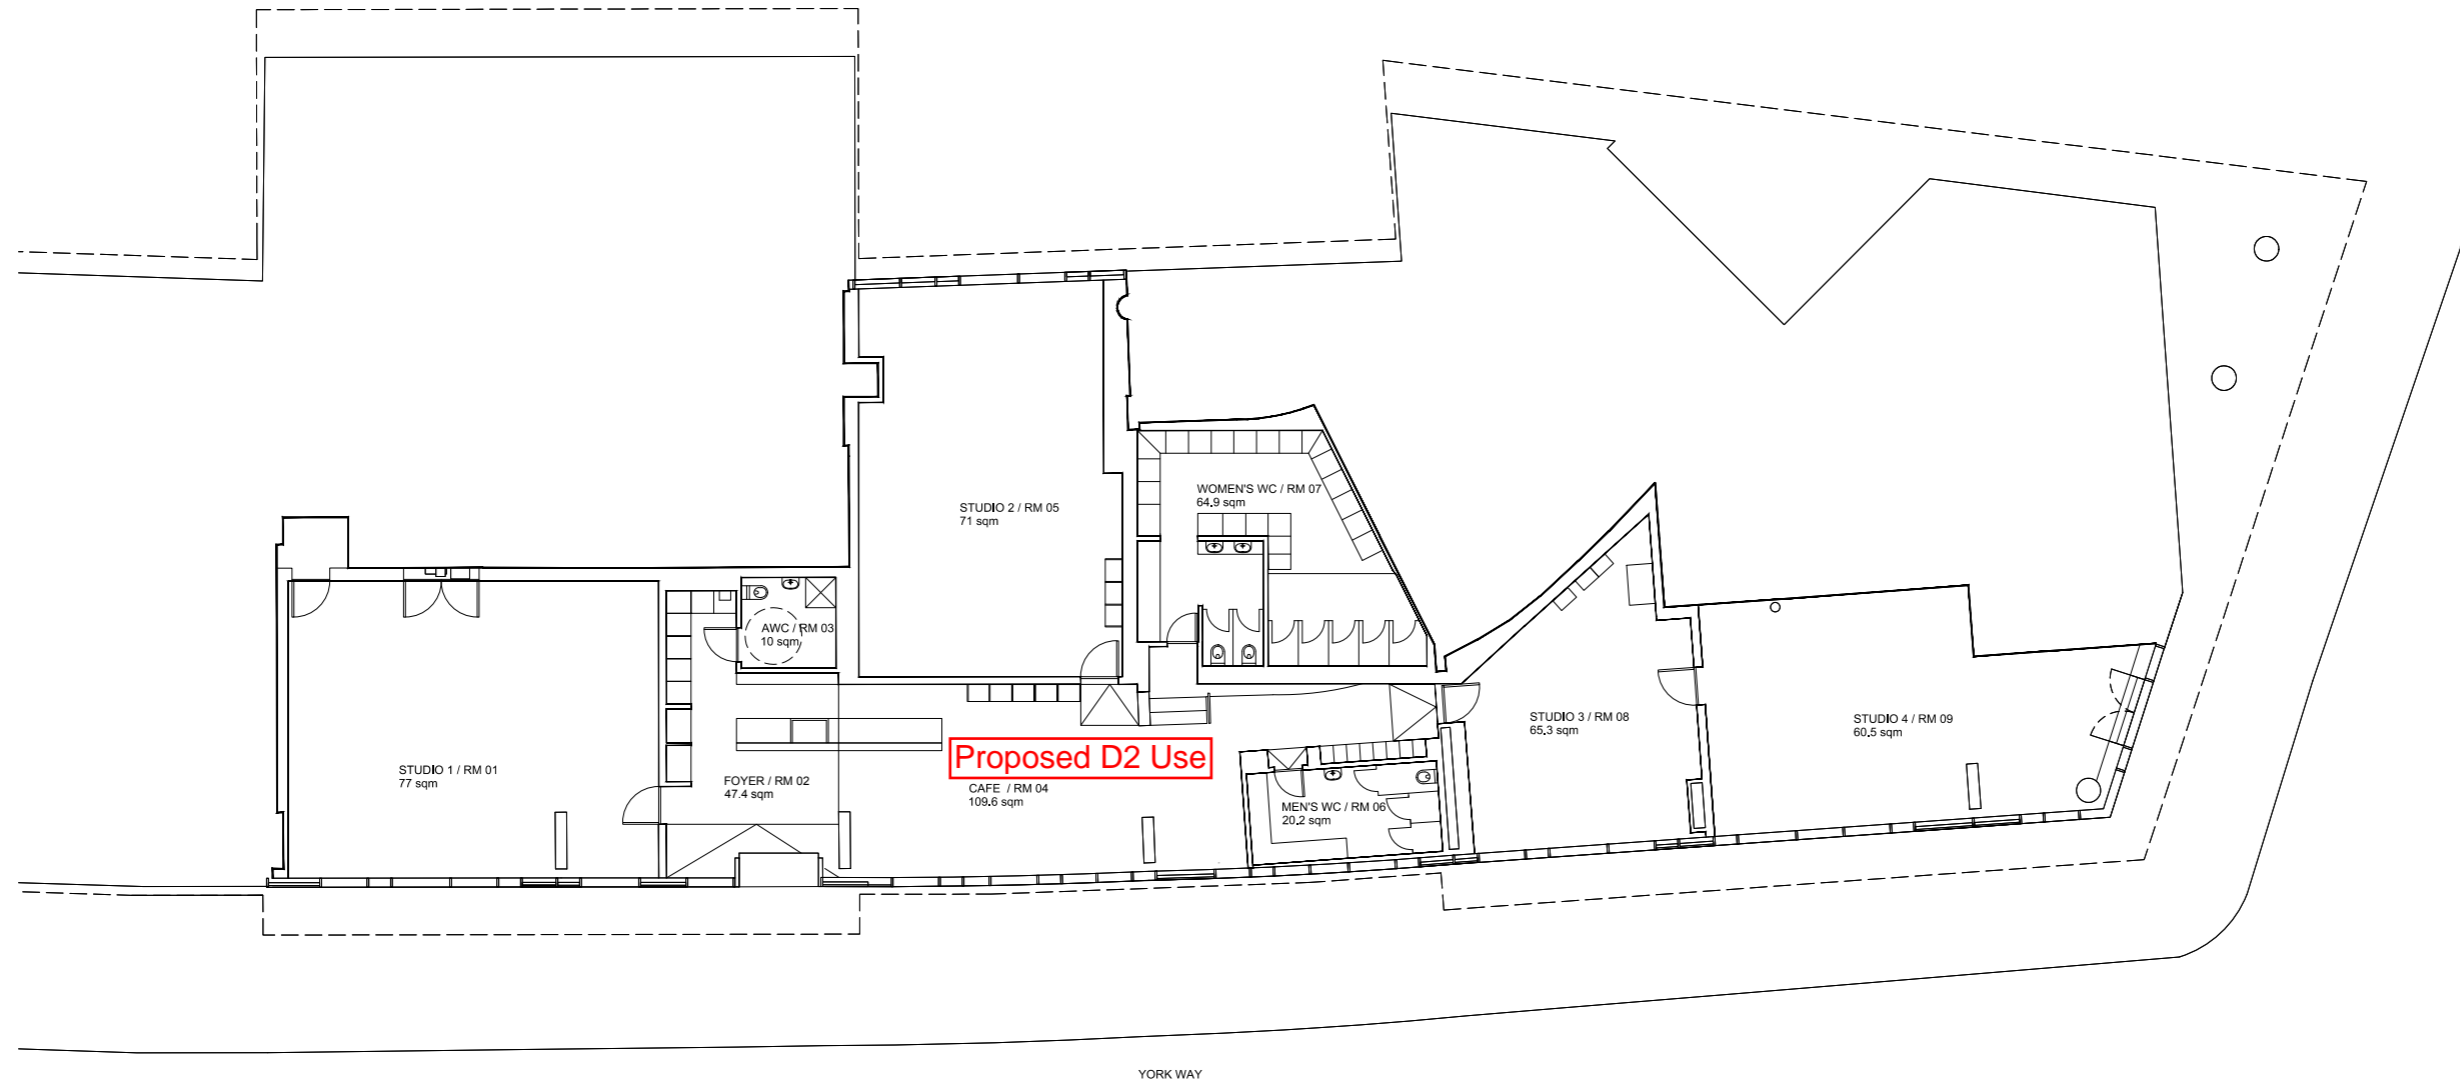 WOMEN'S WC / RM 07
64.9 sqm
STUDIO 2 / RM 05
71 sqm
AWC / RM 03
10 sqm
STUDIO 3 / RM 08
65.3 sqm
STUDIO 4 / RM 09
60.5 sqm
Proposed D2 Use
STUDIO 1 / RM 01
77 sqm
FOYER / RM 02
47.4 sqm
CAFE / RM 04
109.6 sqm
MEN'S WC / RM 06
20.2 sqm
YORK WAY